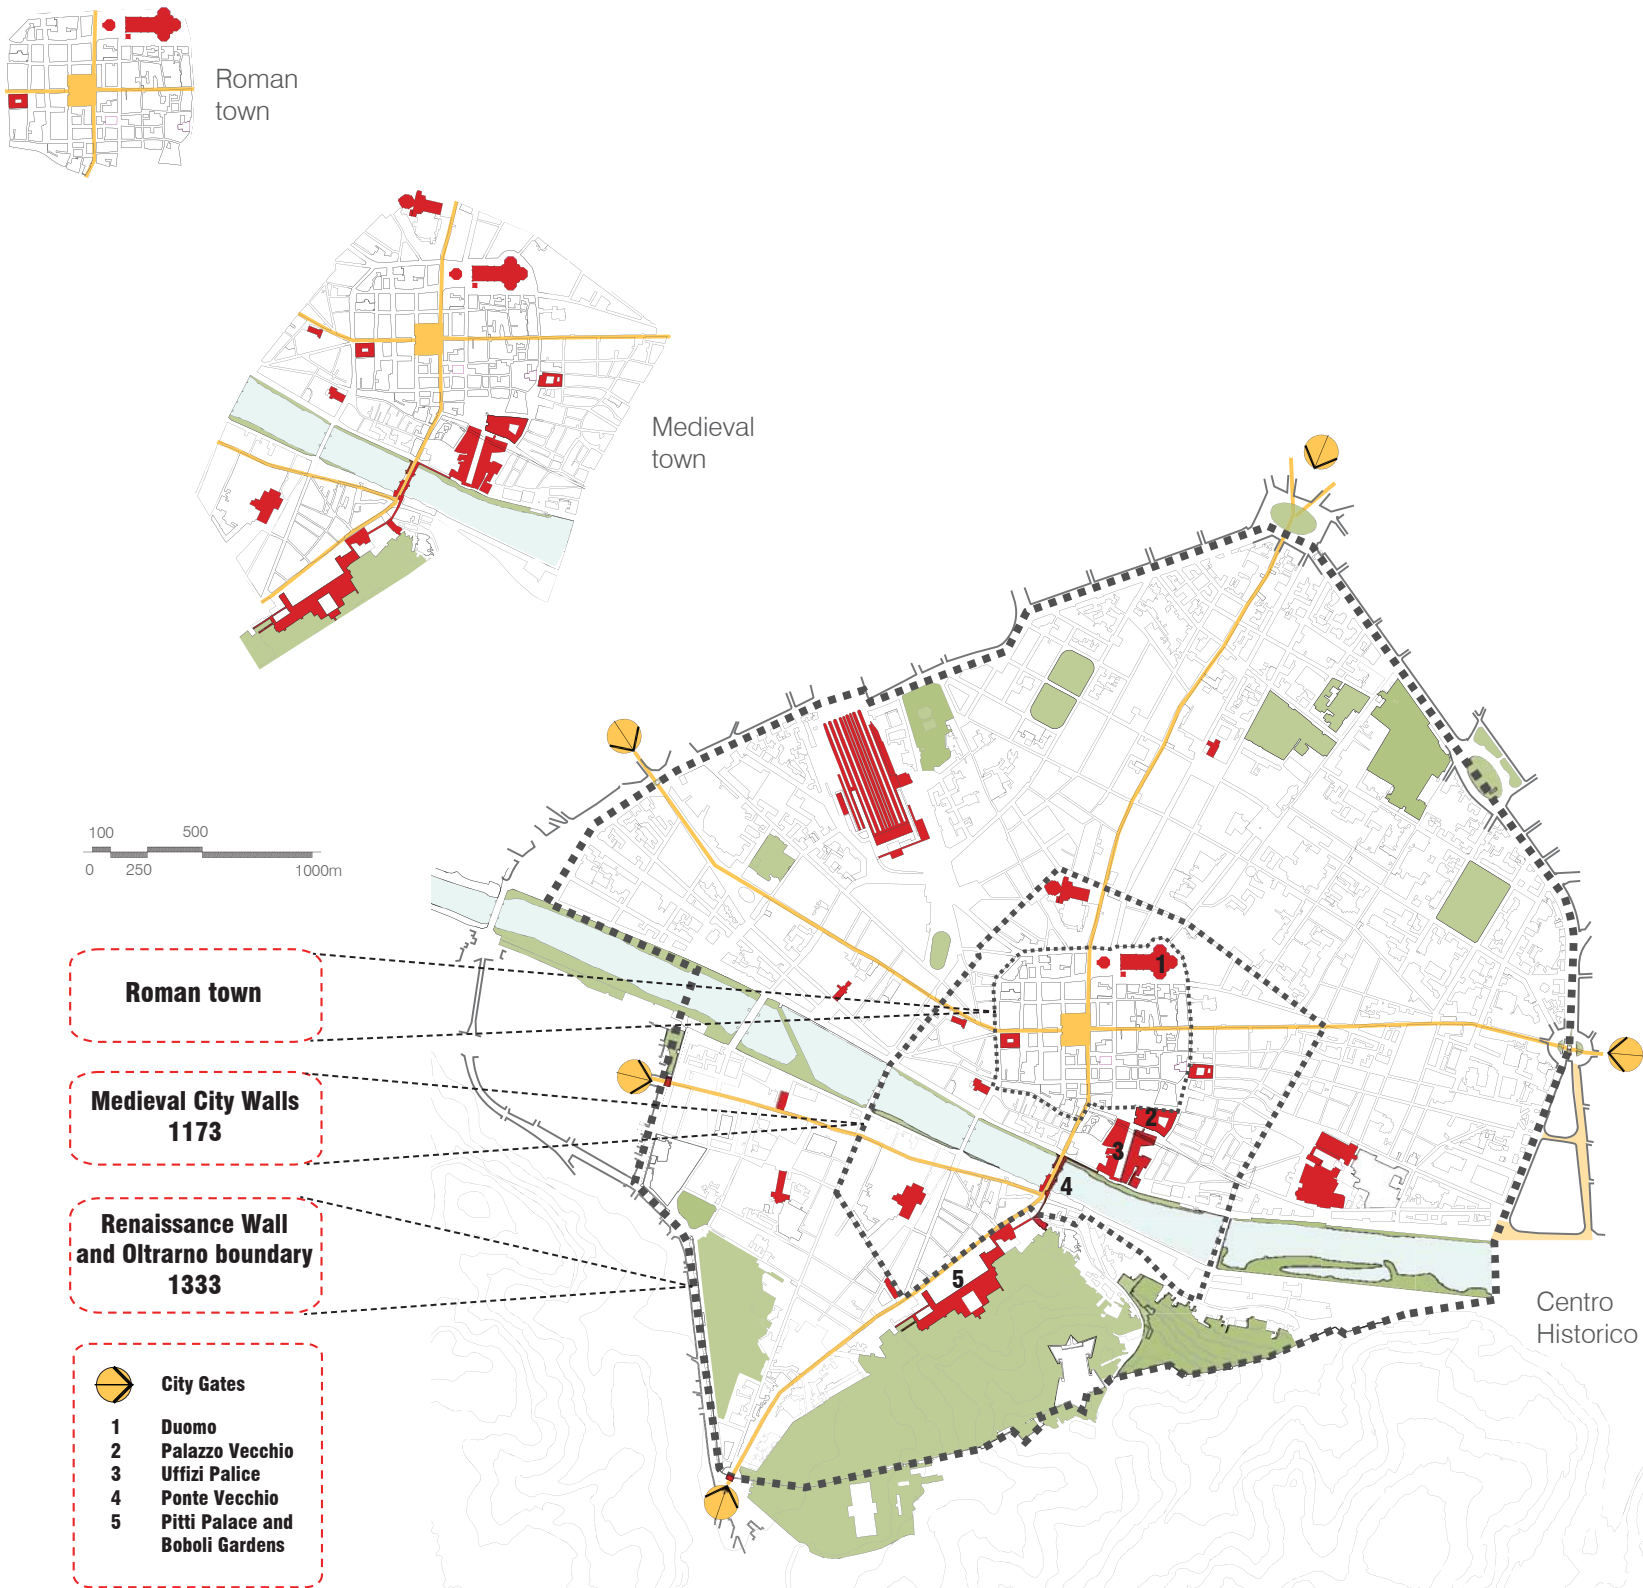 Roman
town
Medieval
town
100 500
0 250 1000m
Roman town
Medieval City Walls
1173
Renaissance Wall
and Oltrarno boundary
1333
City Gates
1 Duomo
2 Palazzo Vecchio
3 Uffizi Palice
4 Ponte Vecchio
5 Pitti Palace and
Boboli Gardens
1
2
3
4
5
Centro
Historico